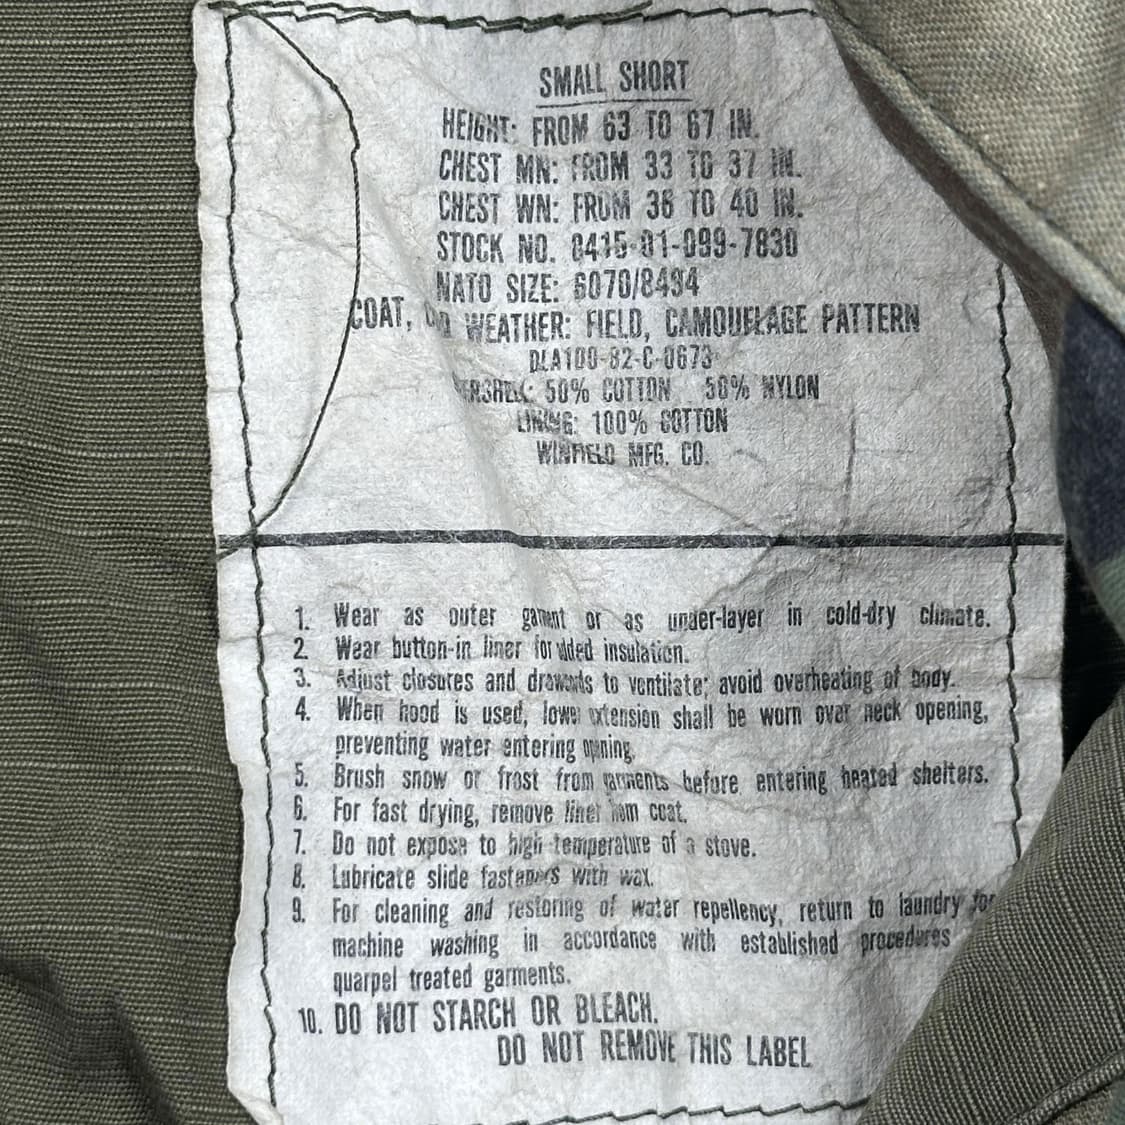 SMALL SHORT
HEIGHT: FROM 63 TO 67 IN.
CHEST MN: FROM 33 TO 37 IN.
CHEST WN: FROM 36 TO 40 IN.
STOCK NO. 8415-01-099-7830
NATO SIZE: 6070/8494
COAT, WEATHER: FIELD, CAMOUFLAGE PATTERN
DLA100-82-C-0673
50% COTTON 50% NYLON
LINING: 100% COTTON
WINFIELD MFG. CO.
1. Wear as outer garment or as under-layer in cold-dry climate.
2. Wear button-in liner for added insulation.
3. Adjust closures and drawcords to ventilate; avoid overheating of body.
4. When hood is used, lower extension shall be worn over neck opening,
preventing water entering opening.
5. Brush snow or frost from garments before entering heated shelters.
6. For fast drying, remove liner from coat.
7. Do not expose to high temperature of a stove.
8. Lubricate slide fasteners with wax.
9. For cleaning and restoring of water repellency, return to laundry for
machine washing in accordance with established procedures
quarpel treated garments.
10. DO NOT STARCH OR BLEACH.
DO NOT REMOVE THIS LABEL